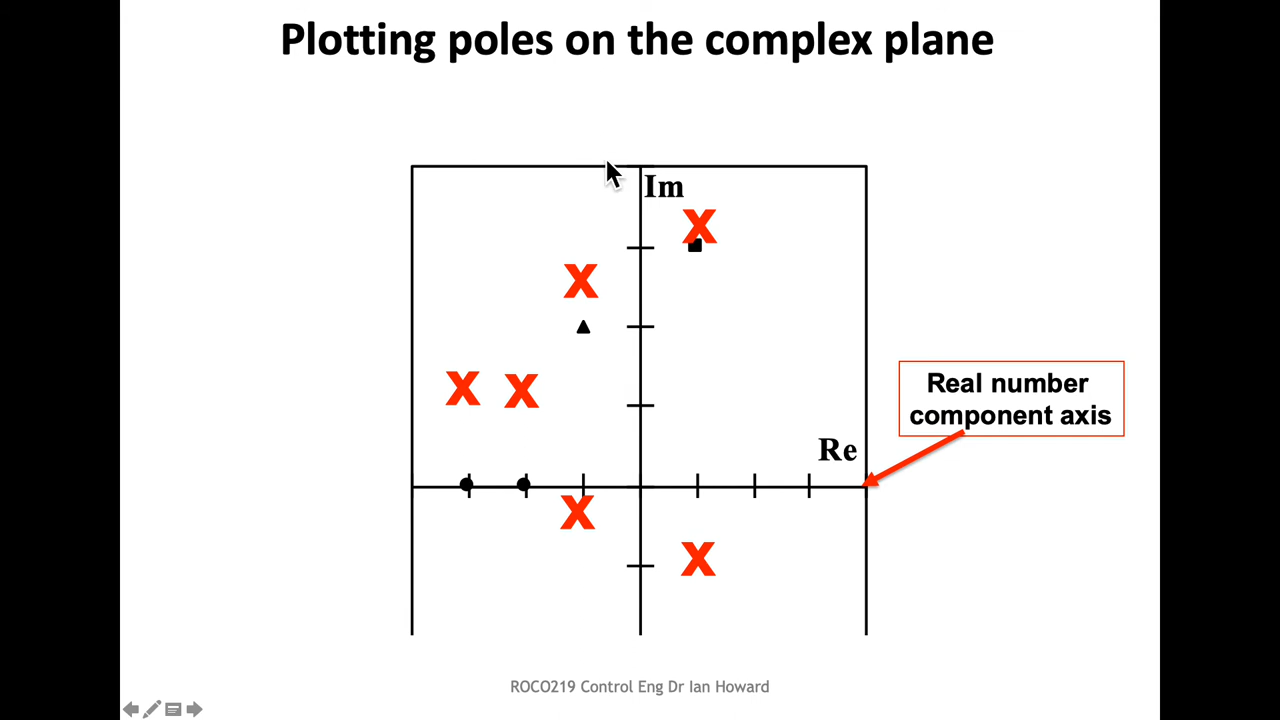 Plotting poles on the complex plane
Im
X
X
X X
Real number
component axis
Re
X
X
ROCO219 Control Eng Dr Ian Howard